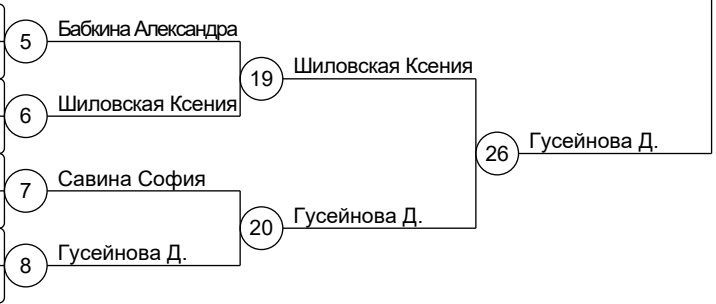 5 Бабкина Александра
19 Шиловская Ксения
6 Шиловская Ксения
26 Гусейнова Д.
7 Савина София
20 Гусейнова Д.
8 Гусейнова Д.